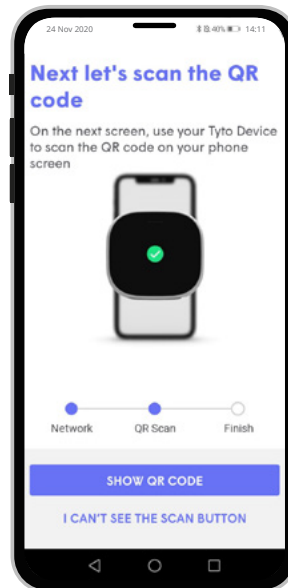 24 Nov 2020 40% 14:11
Next let's scan the QR
code
On the next screen, use your Tyto Device
to scan the QR code on your phone
screen
Network QR Scan Finish
SHOW QR CODE
I CAN'T SEE THE SCAN BUTTON